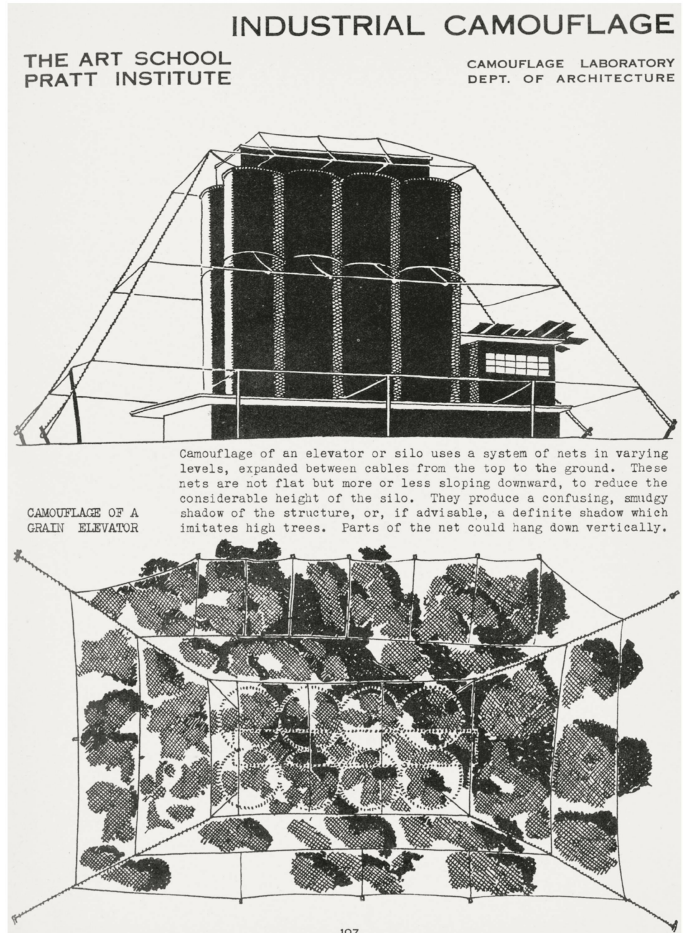 INDUSTRIAL CAMOUFLAGE
THE ART SCHOOL
PRATT INSTITUTE
CAMOUFLAGE LABORATORY
DEPT. OF ARCHITECTURE
Camouflage of an elevator or silo uses a system of nets in varying
levels, expanded between cables from the top to the ground. These
nets are not flat but more or less sloping downward, to reduce the
considerable height of the silo. They produce a confusing, smudgy
shadow of the structure, or, if advisable, a definite shadow which
imitates high trees. Parts of the net could hang down vertically.
CAMOUFLAGE OF A
GRAIN ELEVATOR